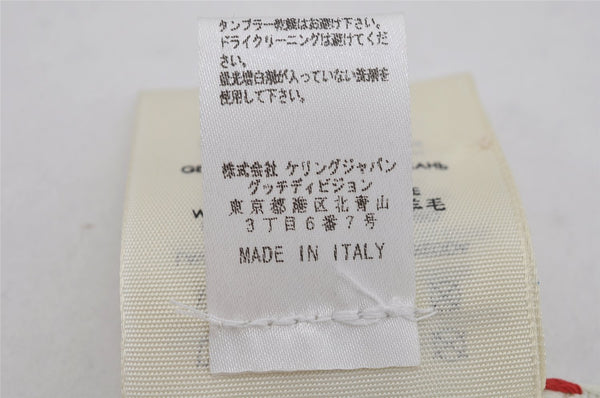 タンブラー乾燥はお避け下さい。
ドライクリーニングは避けてくだ
さい。
蛍光増白剤が入っていない洗剤を
使用して下さい。
株式会社 ケリングジャパン
グッチディビジョン
東京都港区北青山
3丁目6番7号
MADE IN ITALY